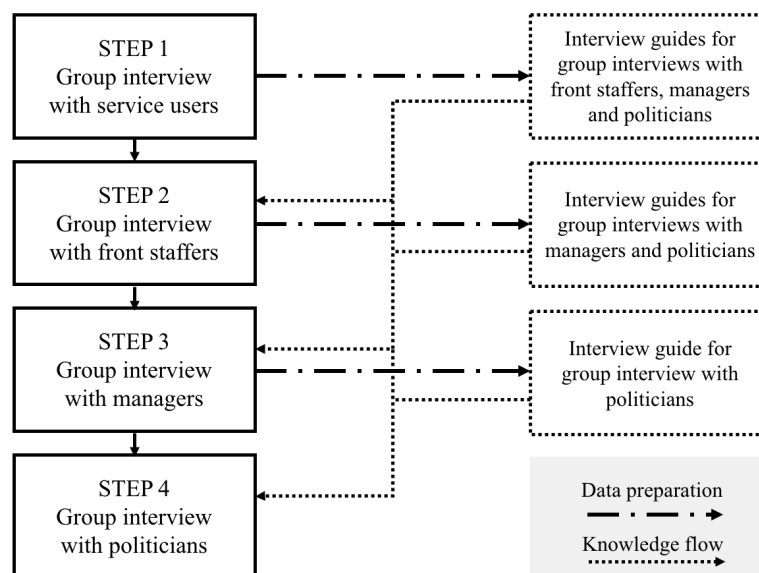 STEP 1
Group interview
with service users
Interview guides for
group interviews with
front staffers, managers
and politicians
STEP 2
Group interview
with front staffers
Interview guides for
group interviews with
managers and politicians
STEP 3
Group interview
with managers
Interview guide for
group interview with
politicians
STEP 4
Group interview
with politicians
Data preparation
Knowledge flow